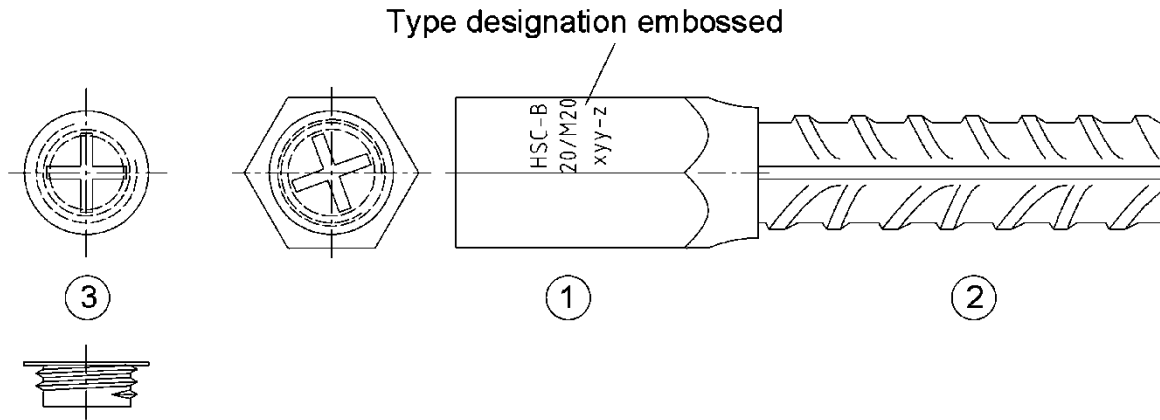 Type designation embossed
HSC-B
20/M20
xyy-z
3
1
2